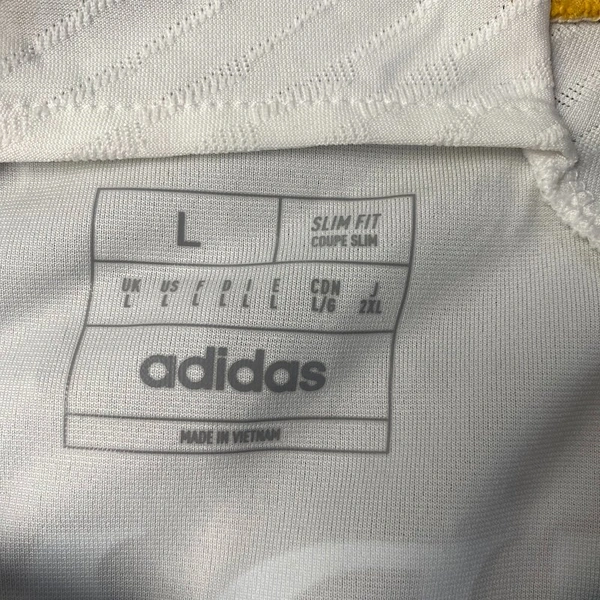 L
SLIM FIT
COUPE SLIM
UK US F D I E CDN J
L L L L L L L/G 2XL
adidas
MADE IN VIETNAM